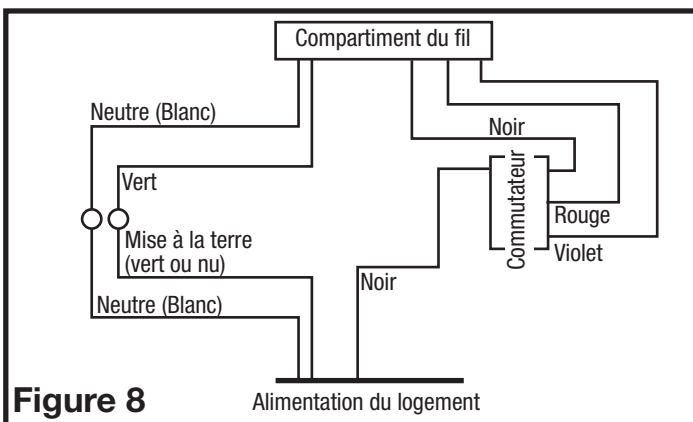 Compartiment du fil
Neutre (Blanc)
Noir
Vert
Commutateur
Rouge
Mise à la terre
(vert ou nu)
Violet
Noir
Neutre (Blanc)
Figure 8
Alimentation du logement